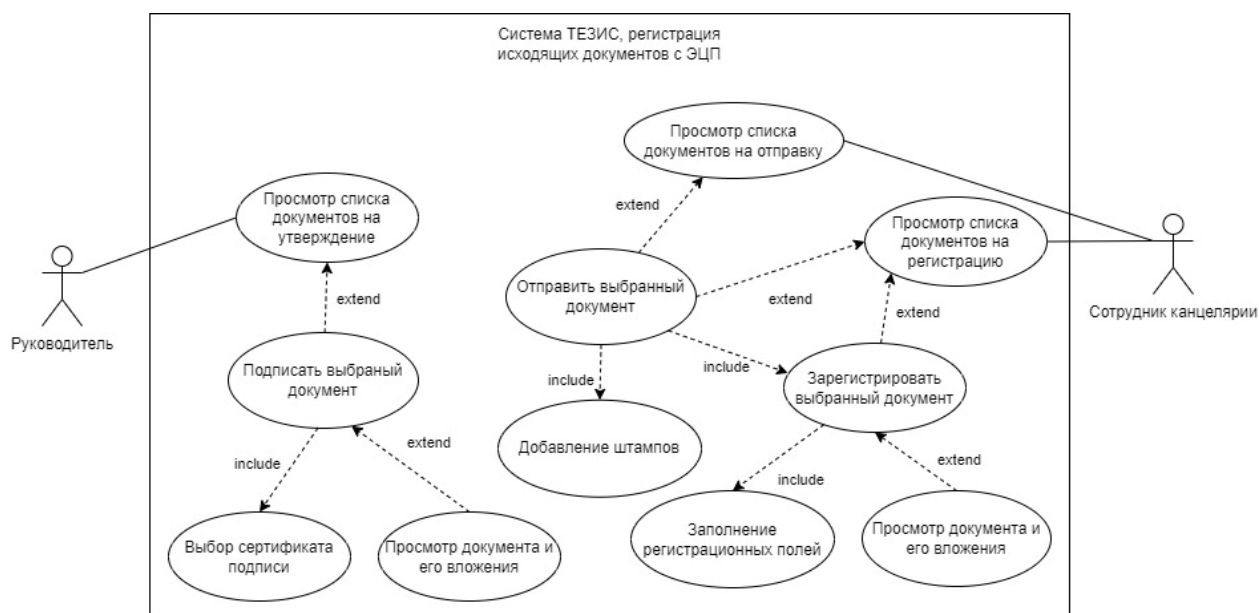 Система ТЕЗИС, регистрация
исходящих документов с ЭЦП
Просмотр списка
документов на отправку
Просмотр списка
документов на
утверждение
extend
Просмотр списка
документов на
регистрацию
Отправить выбранный
документ
extend
extend
extend
Руководитель
Сотрудник канцелярии
Подписать выбраный
документ
include
include
Зарегистрировать
выбранный документ
Добавление штампов
include
extend
include
extend
Выбор сертификата
подписи
Просмотр документа и
его вложения
Заполнение
регистрационных полей
Просмотр документа и
его вложения